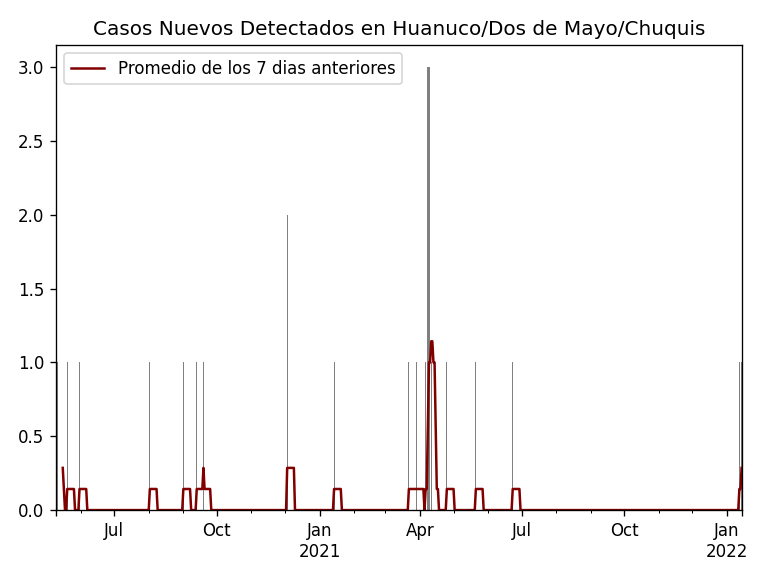 Casos Nuevos Detectados en Huanuco/Dos de Mayo/Chuquis
Promedio de los 7 dias anteriores
3.0
2.5
2.0
1.5
1.0
0.5
0.0
Jul Oct Jan Apr Jul Oct Jan
2021 2022